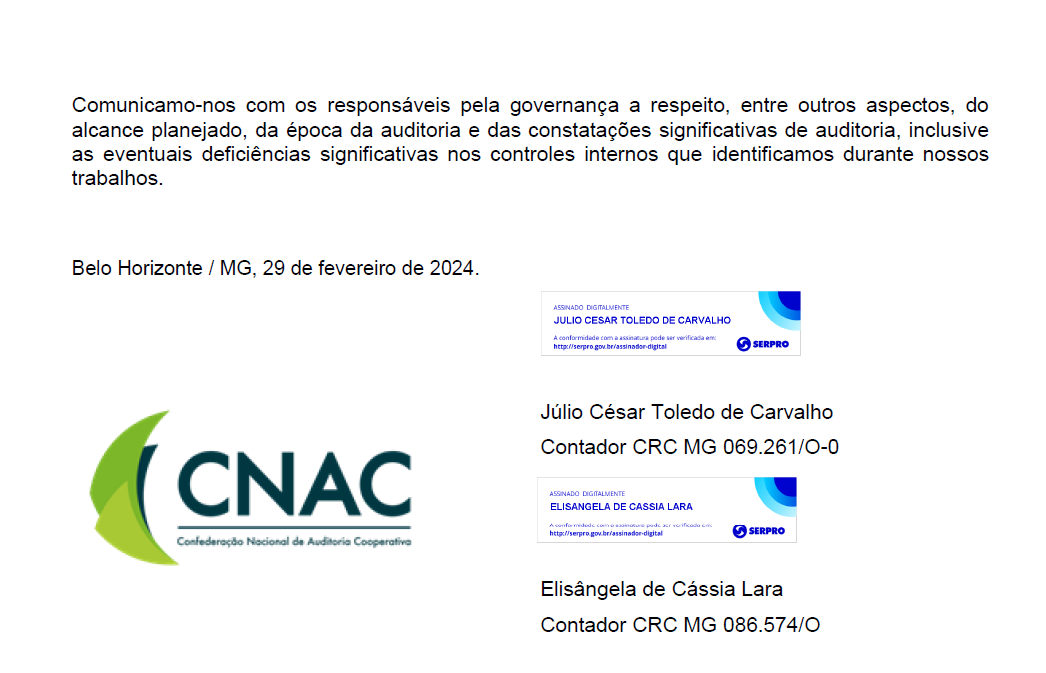 Comunicamo-nos com os responsáveis pela governança a respeito, entre outros aspectos, do
alcance planejado, da época da auditoria e das constatações significativas de auditoria, inclusive
as eventuais deficiências significativas nos controles internos que identificamos durante nossos
trabalhos.
Belo Horizonte / MG, 29 de fevereiro de 2024.
ASSINADO DIGITALMENTE
JULIO CESAR TOLEDO DE CARVALHO
A conformidade com a assinatura pode ser verificada em:
http://serpro.gov.br/assinador-digital
SERPRO
Júlio César Toledo de Carvalho
Contador CRC MG 069.261/O-0
CNAC
Confederação Nacional de Auditoria Cooperativa
ASSINADO DIGITALMENTE
ELISANGELA DE CASSIA LARA
A conformidade com a assinatura pode ser verificada em:
http://serpro.gov.br/assinador-digital
SERPRO
Elisângela de Cássia Lara
Contador CRC MG 086.574/O